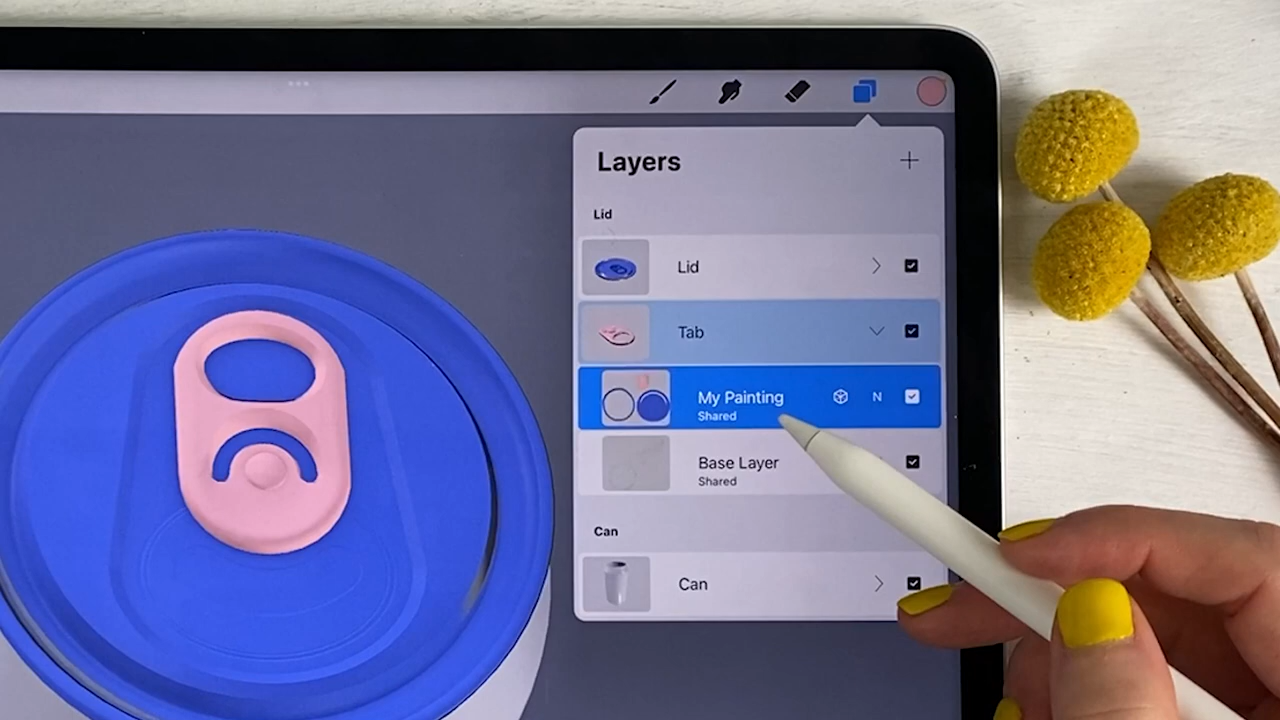 Layers
Lid
Lid
Tab
My Painting
N
Shared
Base Layer
Shared
Can
Can